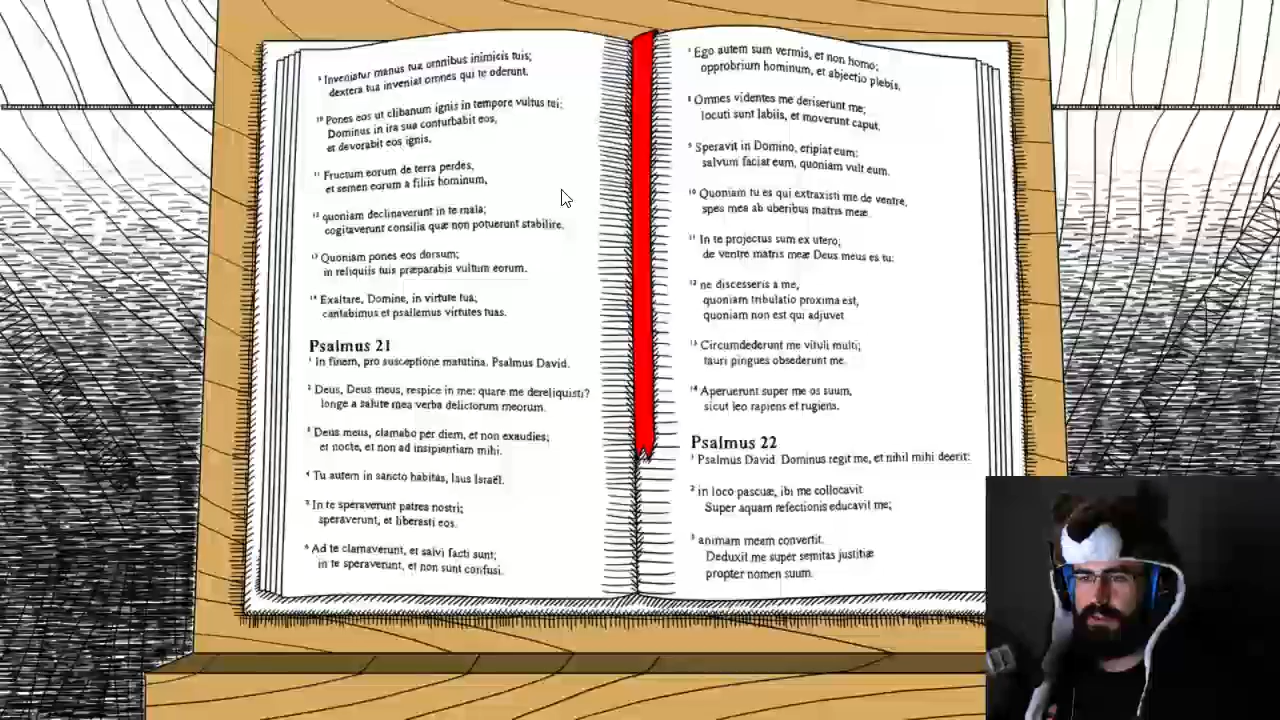 9 Inveniatur manus tua omnibus inimicis tuis;
dextera tua inveniat omnes qui te oderunt.
10 Pones eos ut clibanum ignis in tempore vultus tui:
Dominus in ira sua conturbabit eos,
et devorabit eos ignis.
11 Fructum eorum de terra perdes,
et semen eorum a filiis hominum,
12 quoniam declinaverunt in te mala;
cogitaverunt consilia quæ non potuerunt stabilire.
13 Quoniam pones eos dorsum;
in reliquiis tuis præparabis vultum eorum.
14 Exaltare, Domine, in virtute tua;
cantabimus et psallemus virtutes tuas.
Psalmus 21
1 In finem, pro susceptione matutina. Psalmus David.
2 Deus, Deus meus, respice in me: quare me dereliquisti?
longe a salute mea verba delictorum meorum.
3 Deus meus, clamabo per diem, et non exaudies;
et nocte, et non ad insipientiam mihi.
4 Tu autem in sancto habitas, laus Israël.
5 In te speraverunt patres nostri;
speraverunt, et liberasti eos.
6 Ad te clamaverunt, et salvi facti sunt;
in te speraverunt, et non sunt confusi.
7 Ego autem sum vermis, et non homo;
opprobrium hominum, et abjectio plebis.
8 Omnes videntes me deriserunt me;
locuti sunt labiis, et moverunt caput.
9 Speravit in Domino, eripiat eum:
salvum faciat eum, quoniam vult eum.
10 Quoniam tu es qui extraxisti me de ventre,
spes mea ab uberibus matris meæ.
11 In te projectus sum ex utero;
de ventre matris meæ Deus meus es tu:
12 ne discesseris a me,
quoniam tribulatio proxima est,
quoniam non est qui adjuvet
13 Circumdederunt me vituli multi;
tauri pingues obsederunt me.
14 Aperuerunt super me os suum,
sicut leo rapiens et rugiens.
Psalmus 22
1 Psalmus David. Dominus regit me, et nihil mihi deerit:
2 in loco pascuæ, ibi me collocavit.
Super aquam refectionis educavit me;
3 animam meam convertit.
Deduxit me super semitas justitiæ
propter nomen suum.